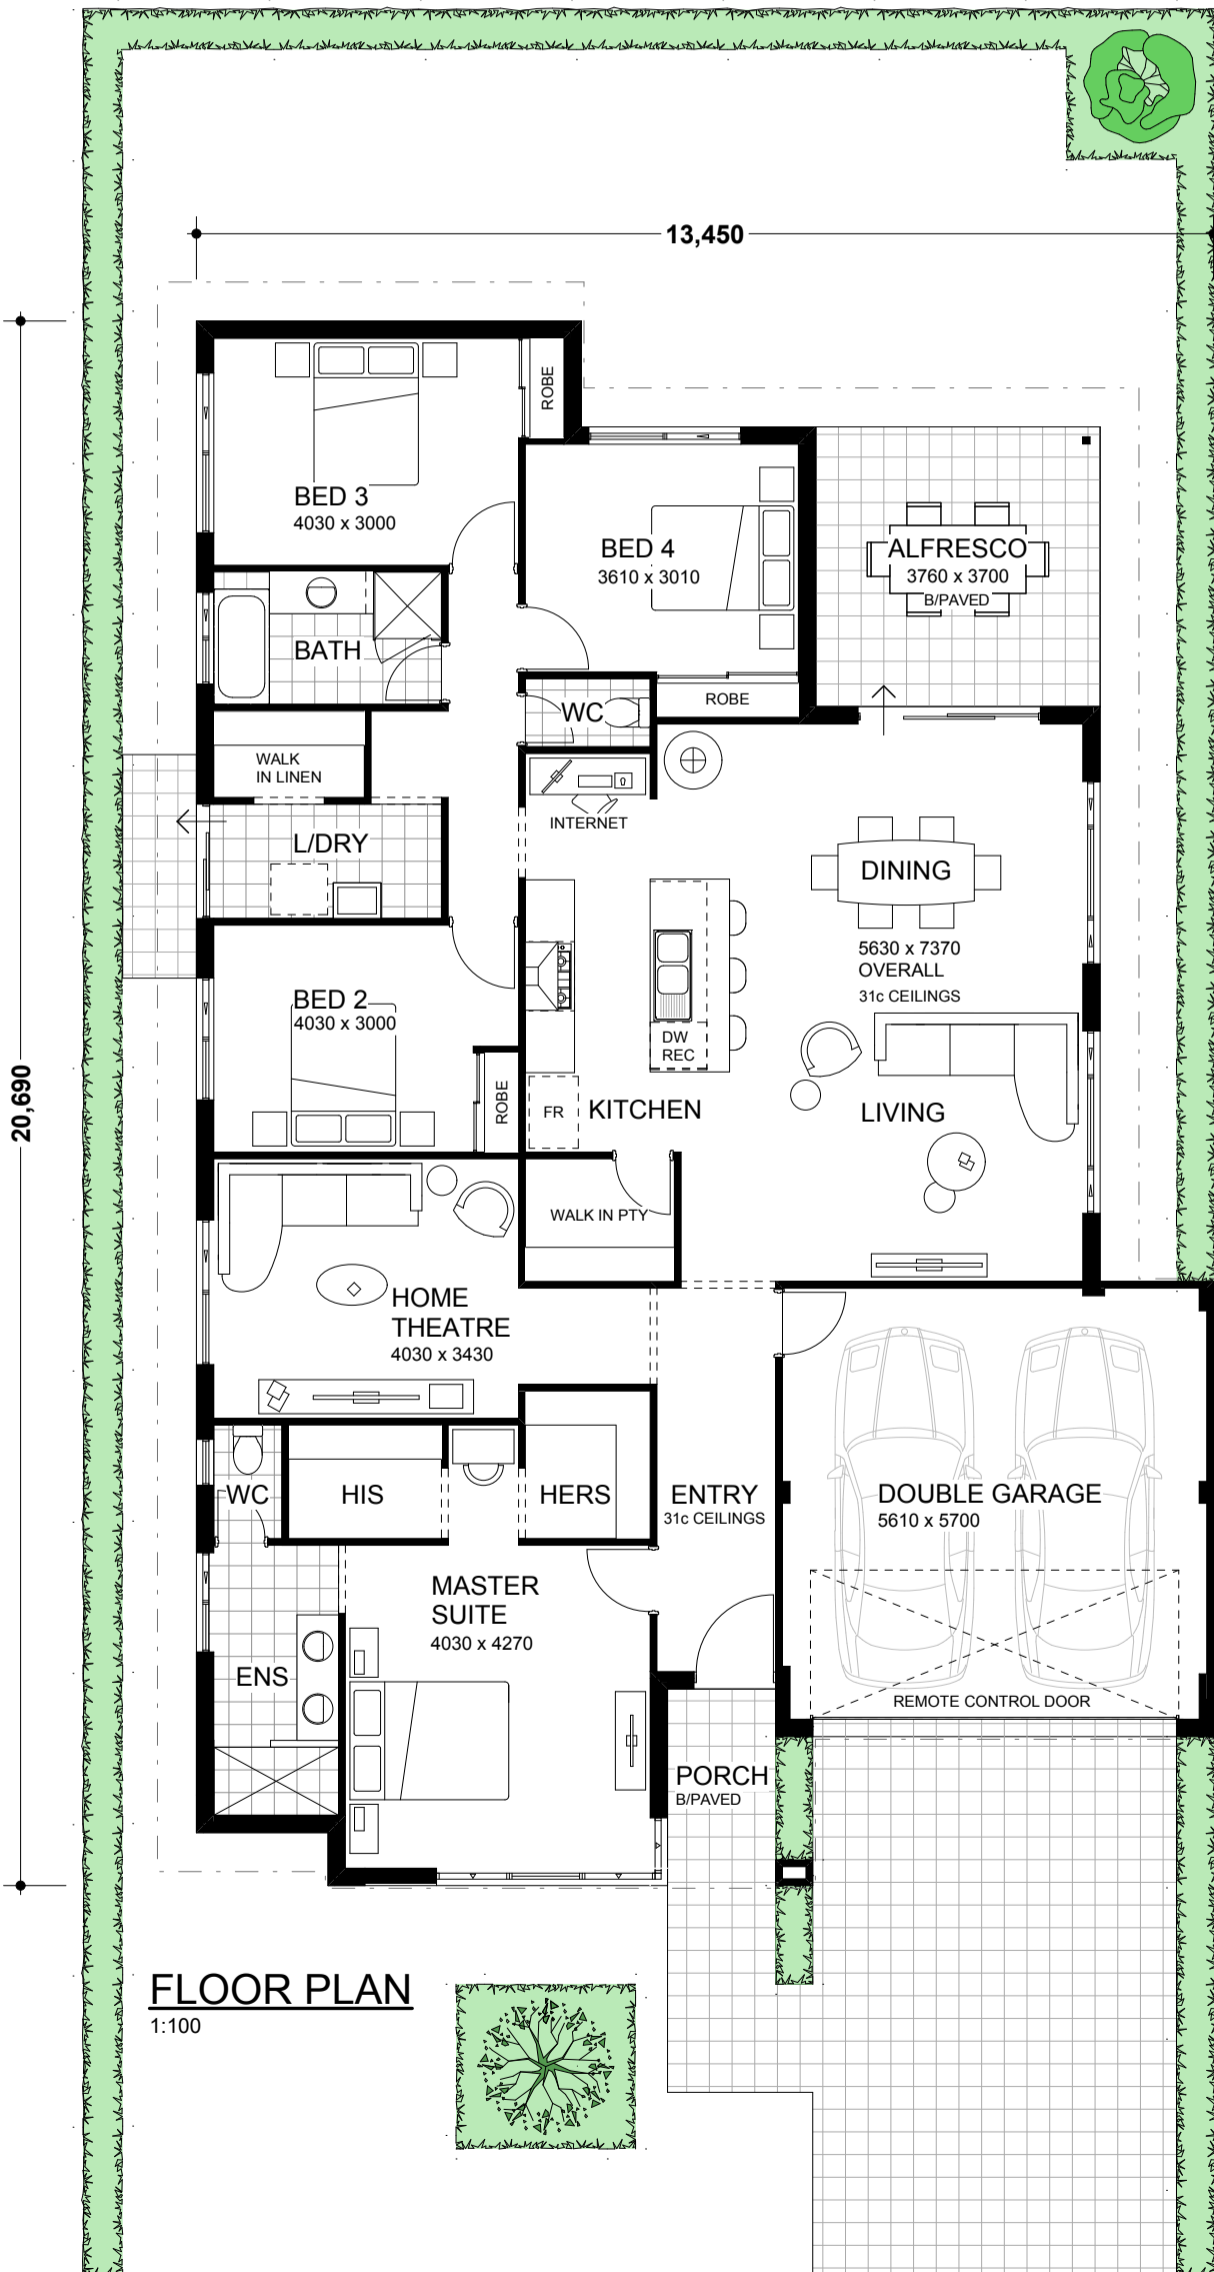 13,450
20,690
ROBE
BED 3
4030 x 3000
BED 4
3610 x 3010
ALFRESCO
3760 x 3700
B/PAVED
BATH
ROBE
WC
WALK
IN LINEN
INTERNET
L/DRY
DINING
5630 x 7370
OVERALL
31c CEILINGS
BED 2
4030 x 3000
DW
REC
ROBE
FR
KITCHEN
LIVING
WALK IN PTY
HOME
THEATRE
4030 x 3430
WC
HIS
HERS
ENTRY
31c CEILINGS
DOUBLE GARAGE
5610 x 5700
MASTER
SUITE
4030 x 4270
ENS
REMOTE CONTROL DOOR
PORCH
B/PAVED
FLOOR PLAN
1:100